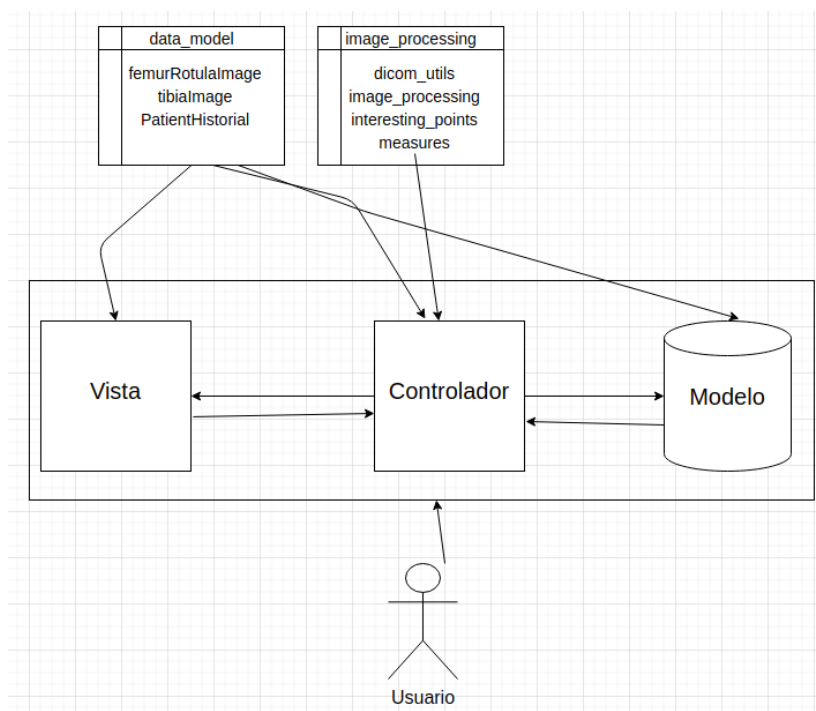 data_model
femurRotulaImage
tibiaImage
PatientHistorial
image_processing
dicom_utils
image_processing
interesting_points
measures
Vista
Controlador
Modelo
Usuario